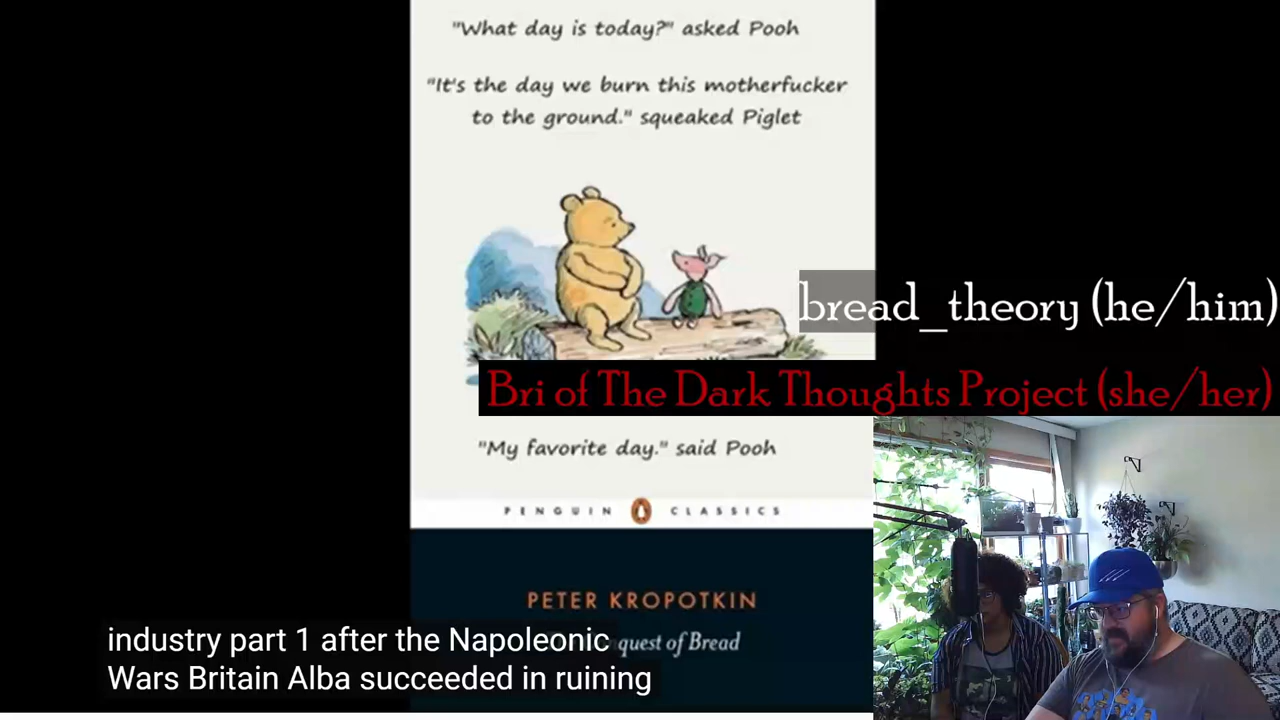 "What day is today?" asked Pooh
"It's the day we burn this motherfucker
to the ground." squeaked Piglet
bread_theory (he/him)
Bri of The Dark Thoughts Project (she/her)
"My favorite day." said Pooh
PENGUIN CLASSICS
PETER KROPOTKIN
quest of Bread
industry part 1 after the Napoleonic
Wars Britain Alba succeeded in ruining